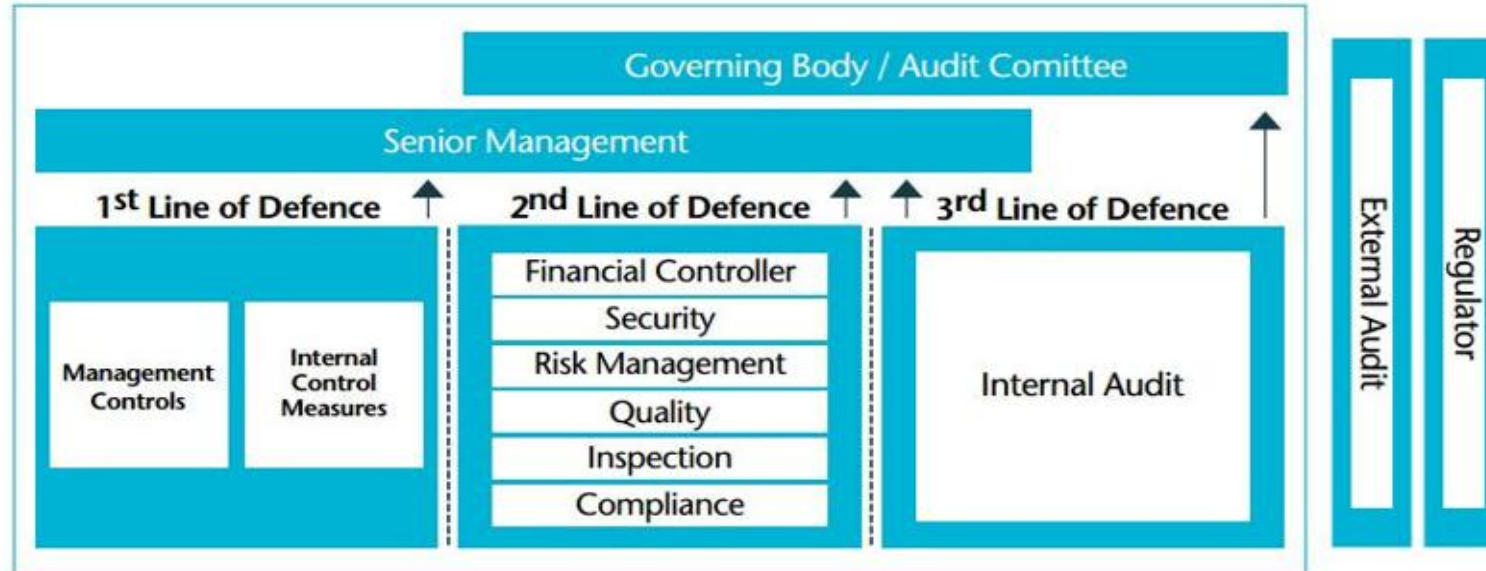 Governing Body / Audit Comittee
Senior Management
1st Line of Defence
2nd Line of Defence
3rd Line of Defence
Management
Controls
Internal
Control
Measures
Financial Controller
Security
Risk Management
Quality
Inspection
Compliance
Internal Audit
External Audit
Regulator